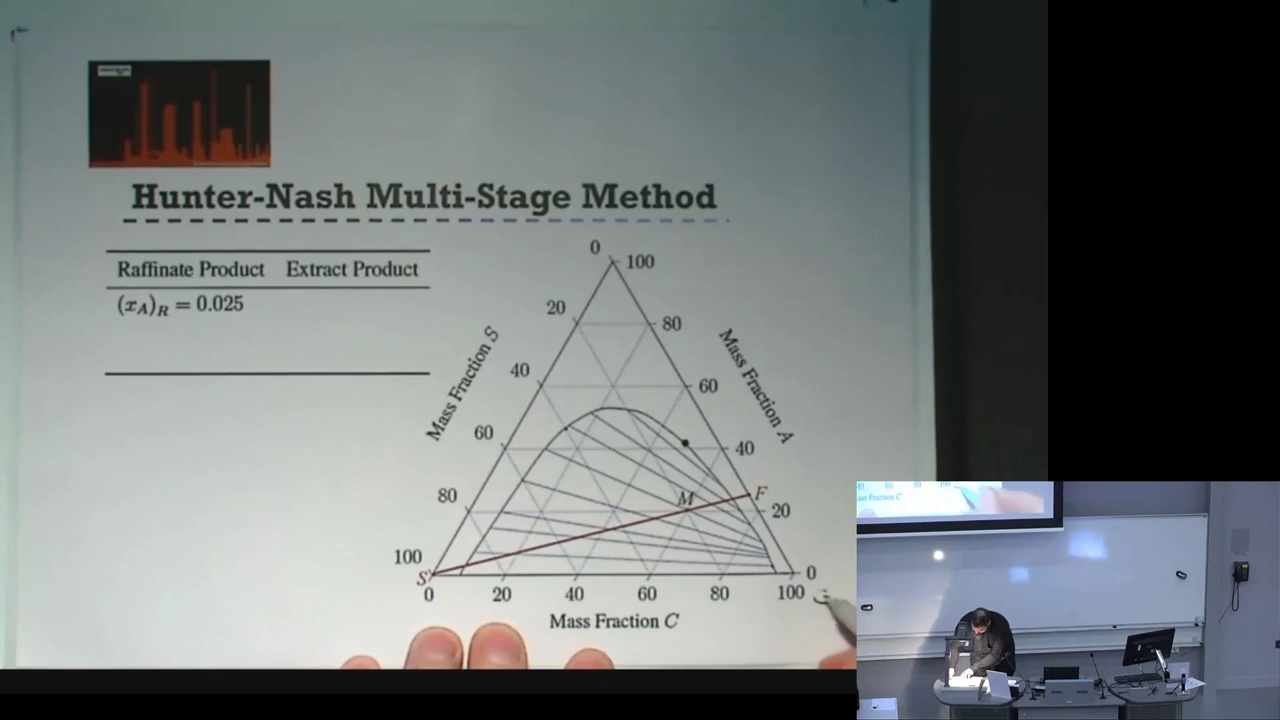 Hunter-Nash Multi-Stage Method
Raffinate Product Extract Product
(x_A)_R = 0.025
0
100
20
80
40
60
60
40
80
20
100
0
Mass Fraction S
Mass Fraction A
M
F
S
0 20 40 60 80 100
Mass Fraction C